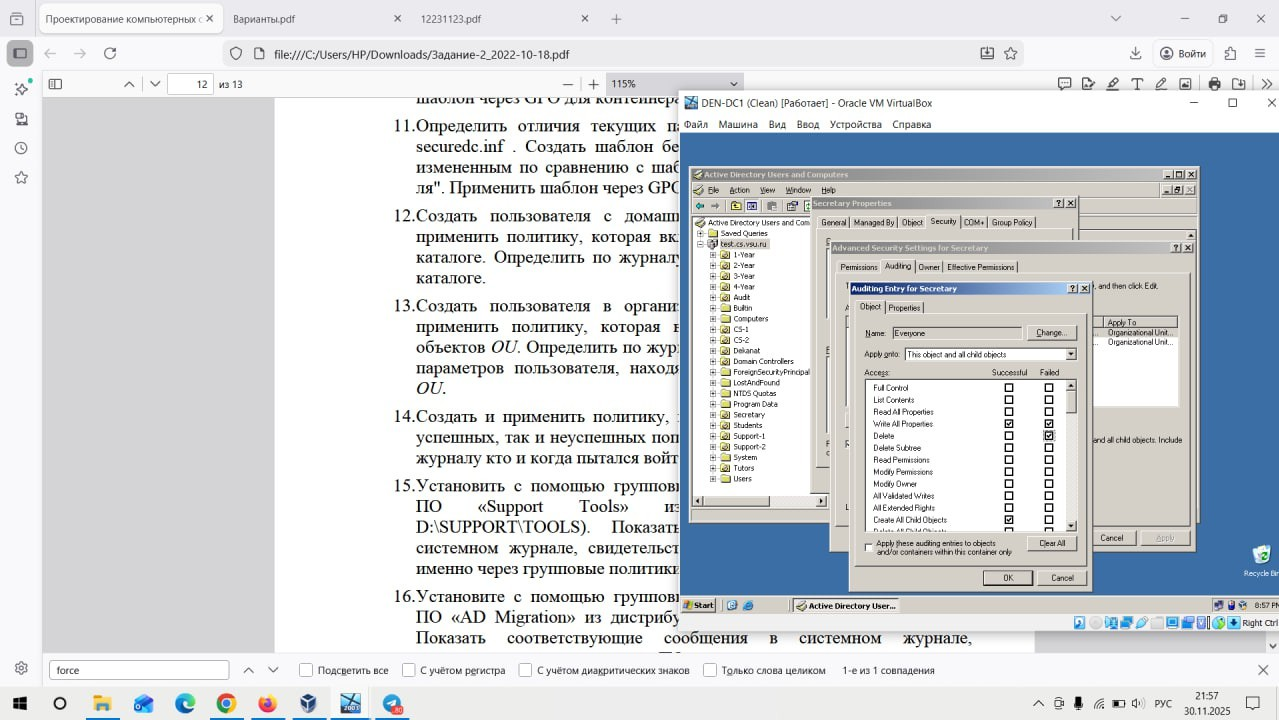 Проектирование компьютерных с
Варианты.pdf
12231123.pdf
file:///C:/Users/HP/Downloads/Задание-2_2022-10-18.pdf
Войти
12
из 13
115%
шаблон через GPO для контейнера
11.Определить отличия текущих па
securedc.inf . Создать шаблон бе
измененным по сравнению с шаб
ля". Применить шаблон через GPO
12.Создать пользователя с домашн
применить политику, которая вкл
каталоге. Определить по журналу
каталоге.
13.Создать пользователя в органи
применить политику, которая в
объектов OU. Определить по жур
параметров пользователя, наход
OU.
14.Создать и применить политику,
успешных, так и неуспешных поп
журналу кто и когда пытался войт
15.Установить с помощью группов
ПО «Support Tools» из
D:\SUPPORT\TOOLS). Показать
системном журнале, свидетельст
именно через групповые политики
16.Установите с помощью группов
ПО «AD Migration» из дистрибу
Показать соответствующие сообщения в системном журнале,
DEN-DC1 (Clean) [Работает] - Oracle VM VirtualBox
Файл Машина Вид Ввод Устройства Справка
Active Directory Users and Computers
File Action View Window Help
Active Directory Users and Com
Saved Queries
test.cs.vsu.ru
1-Year
2-Year
3-Year
4-Year
Audit
Builtin
Computers
CS-1
CS-2
Dekanat
Domain Controllers
ForeignSecurityPrincipal
LostAndFound
NTDS Quotas
Program Data
Secretary
Students
Support-1
Support-2
System
Tutors
Users
Secretary Properties
General Managed By Object Security COM+ Group Policy
Advanced Security Settings for Secretary
Permissions Auditing Owner Effective Permissions
, and then click Edit.
Apply To
Organizational Unit...
Organizational Unit...
and all child objects. Include
Cancel
Apply
Auditing Entry for Secretary
Object Properties
Name: Everyone
Change...
Apply onto: This object and all child objects
Access: Successful Failed
Full Control
List Contents
Read All Properties
Write All Properties
Delete
Delete Subtree
Read Permissions
Modify Permissions
Modify Owner
All Validated Writes
All Extended Rights
Create All Child Objects
Delete All Child Objects
Apply these auditing entries to objects
and/or containers within this container only
Clear All
OK
Cancel
Recycle Bin
Start
Active Directory User...
8:57 PM
Right Ctrl
force
Подсветить все
С учётом регистра
С учётом диакритических знаков
Только слова целиком
1-е из 1 совпадения
80
РУС
21:57
30.11.2025